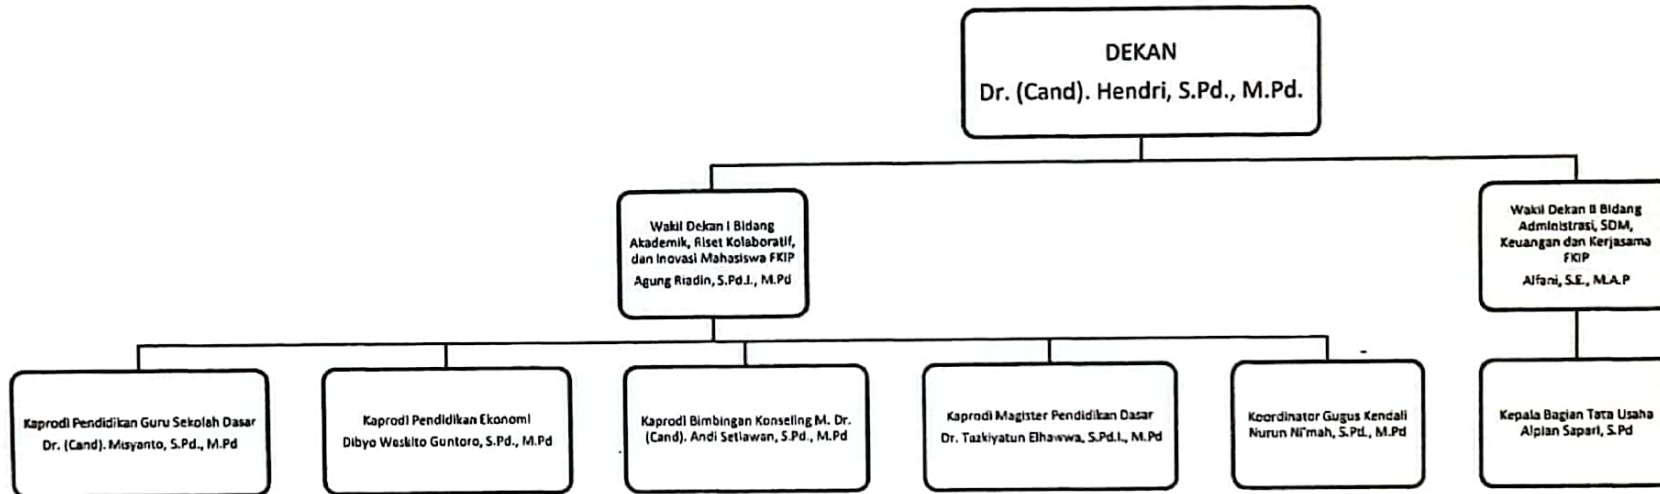 DEKAN
Dr. (Cand). Hendri, S.Pd., M.Pd.
Wakil Dekan I Bidang
Akademik, Riset Kolaboratif,
dan Inovasi Mahasiswa FKIP
Agung Riadin, S.Pd.I., M.Pd
Wakil Dekan II Bidang
Administrasi, SDM,
Keuangan dan Kerjasama
FKIP
Alfani, S.E., M.A.P
Kaprodi Pendidikan Guru Sekolah Dasar
Dr. (Cand). Misyanto, S.Pd., M.Pd
Kaprodi Pendidikan Ekonomi
Dibyo Waskito Guntoro, S.Pd., M.Pd
Kaprodi Bimbingan Konseling M. Dr.
(Cand). Andi Setiawan, S.Pd., M.Pd
Kaprodi Magister Pendidikan Dasar
Dr. Tazkiyatun Elhawwa, S.Pd.I., M.Pd
Koordinator Gugus Kendali
Nurun Ni'mah, S.Pd., M.Pd
Kepala Bagian Tata Usaha
Alpian Sapari, S.Pd